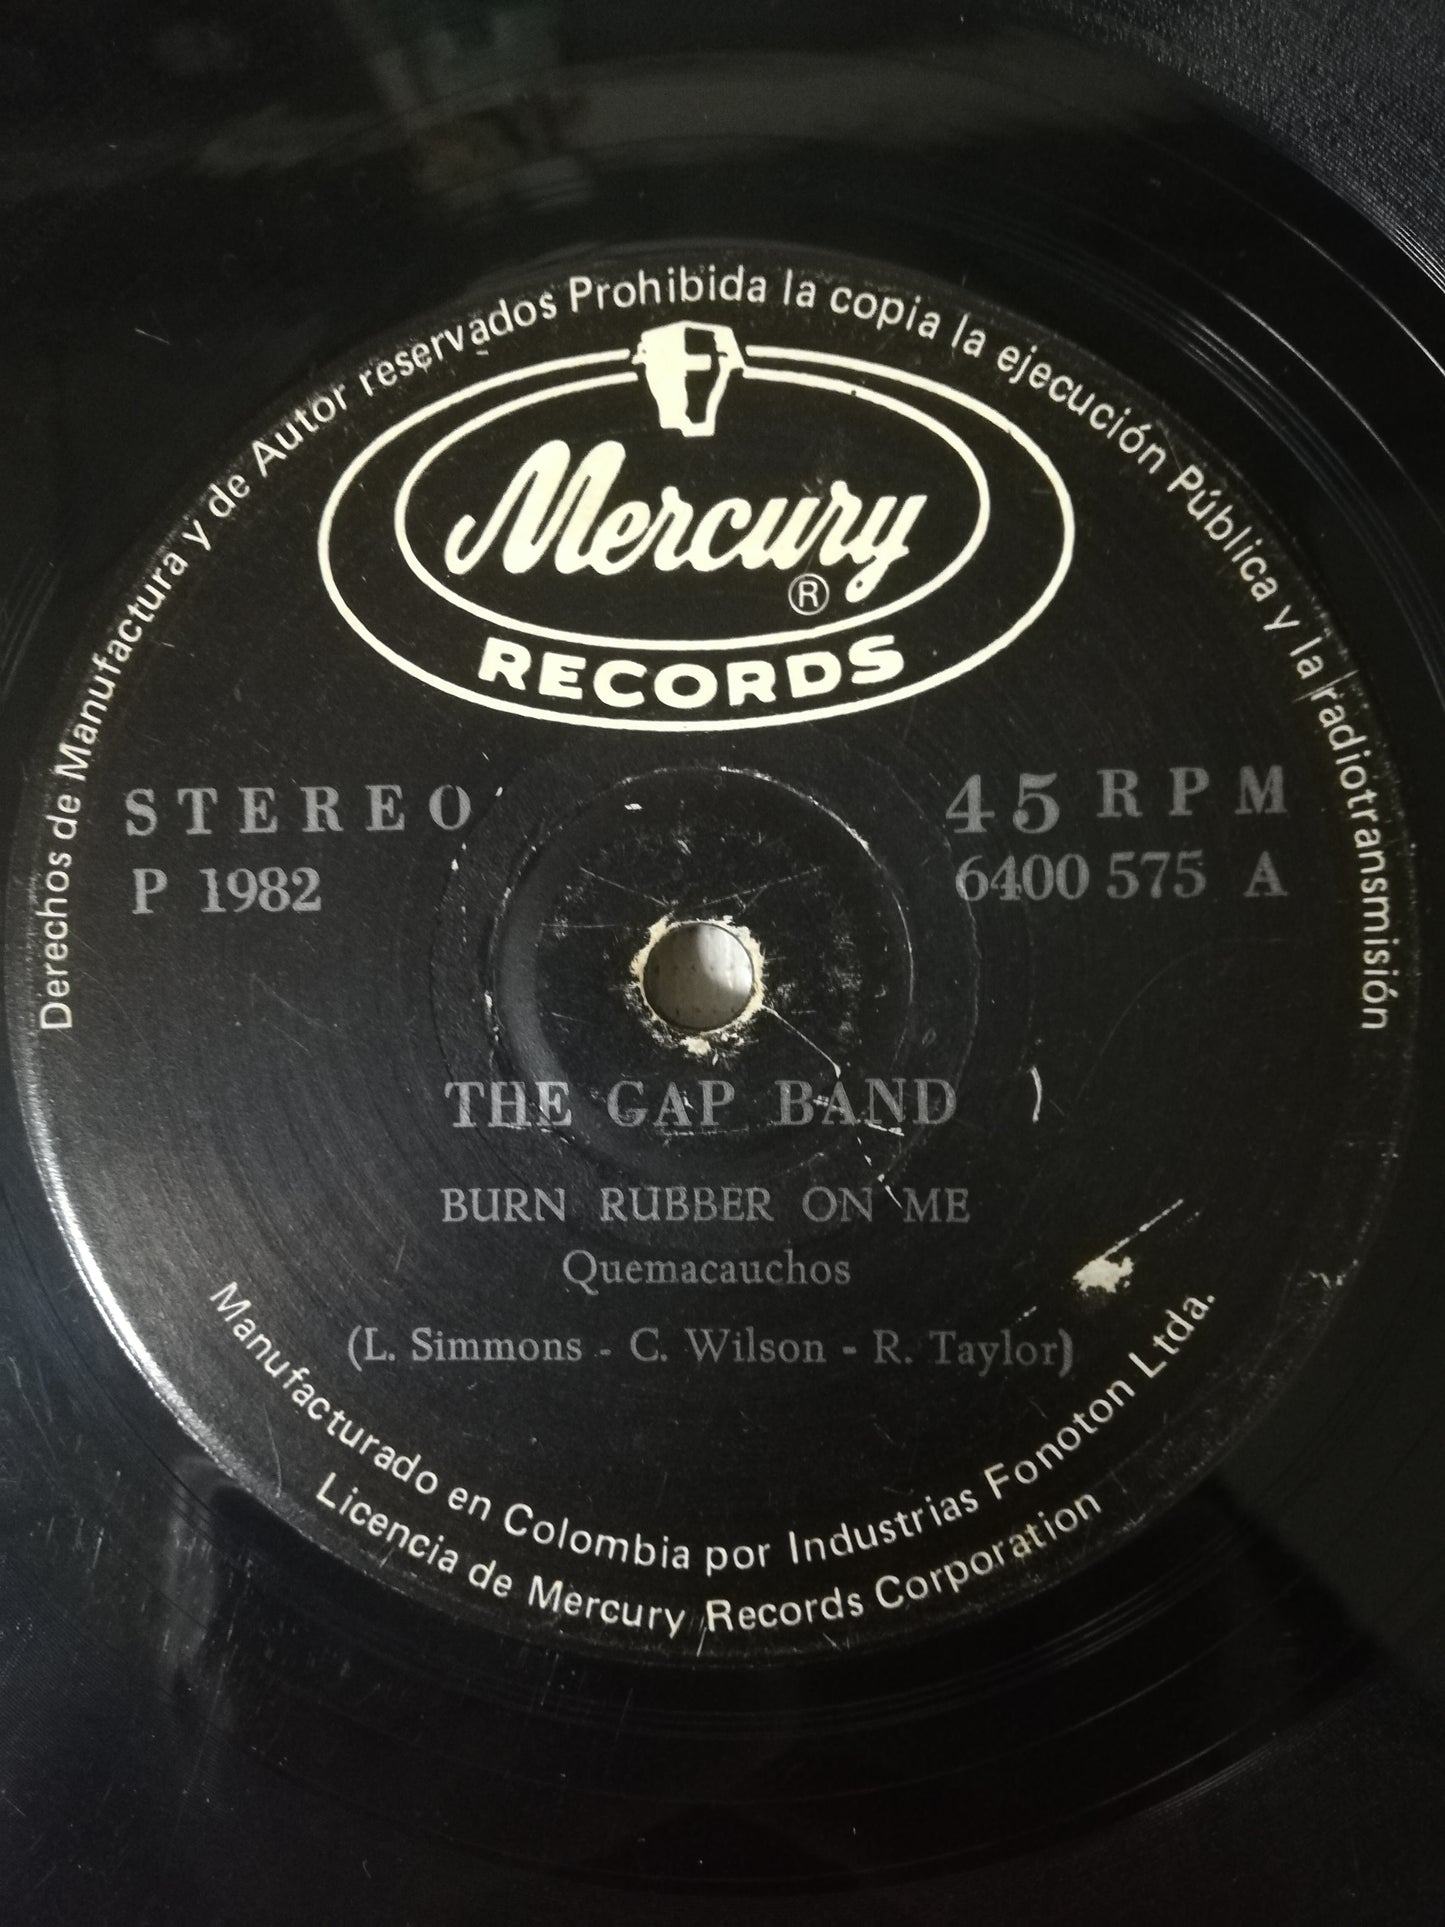 Derechos de Manufactura y de Autor reservados Prohibida la copia la ejecución Pública y la radiotransmisión
Mercury
®
RECORDS
STEREO
45 RPM
P 1982
6400 575 A
THE GAP BAND
BURN RUBBER ON ME
Quemacauchos
(L. Simmons - C. Wilson - R. Taylor)
Manufacturado en Colombia por Industrias Fonoton Ltda.
Licencia de Mercury Records Corporation